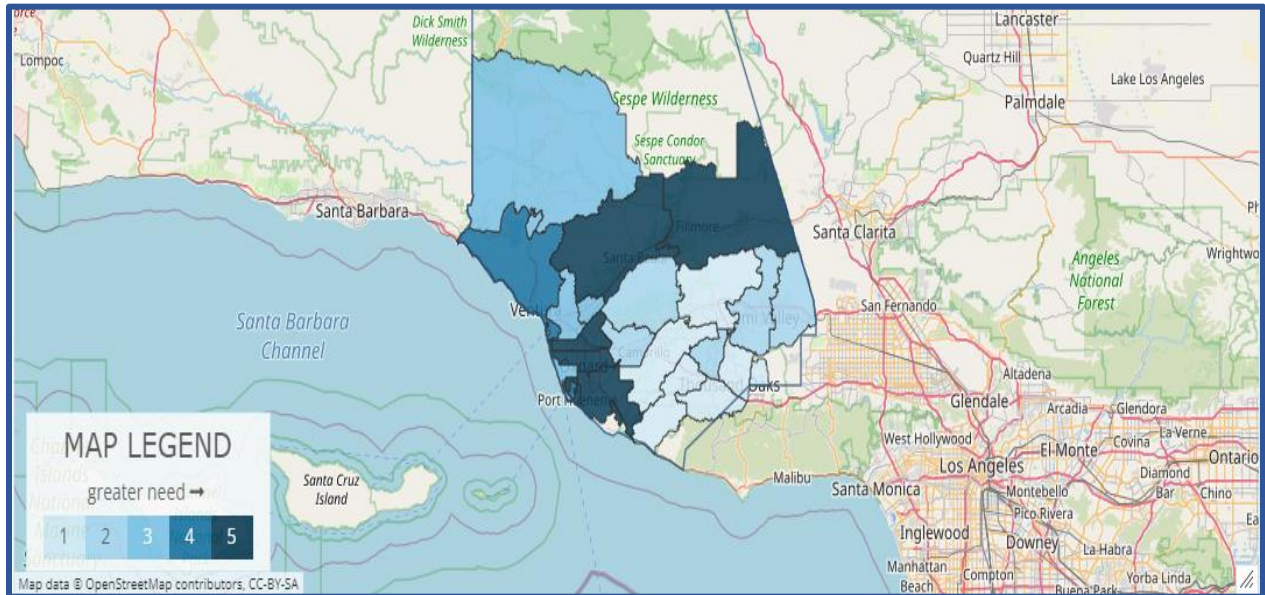 Dick Smith
Wilderness
Lompoc
Lancaster
Quartz Hill
Lake Los Angeles
Palmdale
Sespe Wilderness
Sespe Condor
Sanctuary
Santa Barbara
Fillmore
Santa Clarita
Angeles
National
Forest
Wrightwo
San Fernando
Santa Barbara
Channel
Camarillo
Port Hueneme
Oaks
Altadena
Glendale
Arcadia
Glendora
La Verne
West Hollywood
El Monte
Covina
Ontario
Los Angeles
Diamond
Bar
Chino
Malibu
Santa Monica
Montebello
Pico Rivera
Inglewood
Downey
La Habra
Manhattan
Beach
Compton
Yorba Linda
Buena Park
Santa Cruz
Island
MAP LEGEND
greater need ➞
1 2 3 4 5
Map data © OpenStreetMap contributors, CC-BY-SA